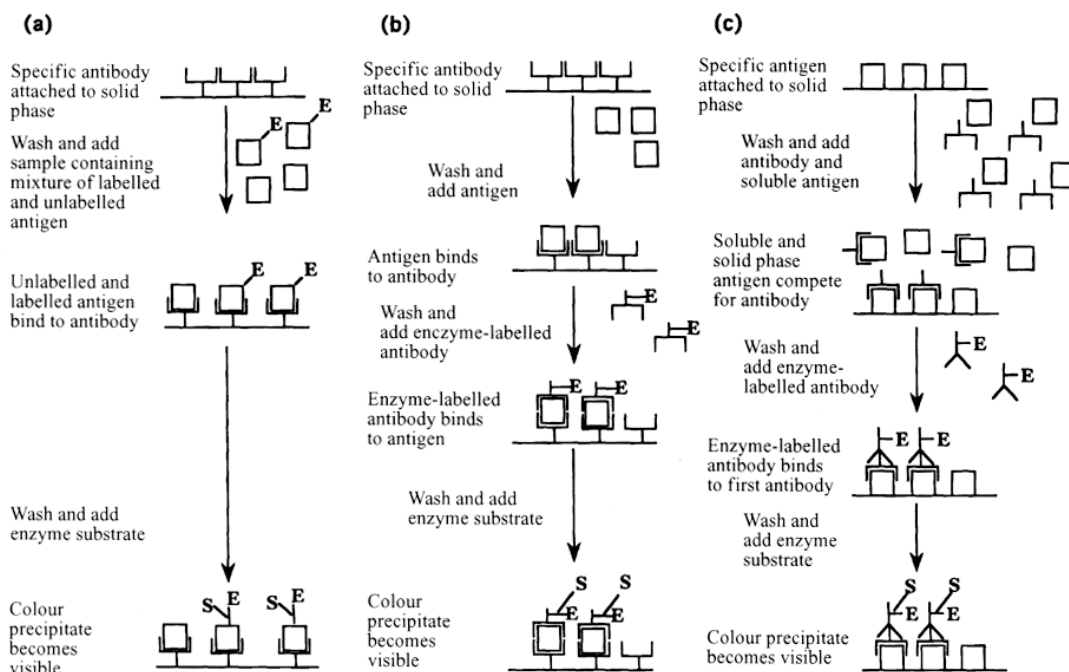 (a)
Specific antibody
attached to solid
phase
E
E
Wash and add
sample containing
mixture of labelled
and unlabelled
antigen
E
E
Unlabelled and
labelled antigen
bind to antibody
Wash and add
enzyme substrate
S
E
S
E
Colour
precipitate
becomes
visible
(b)
Specific antibody
attached to solid
phase
Wash and
add antigen
Antigen binds
to antibody
E
E
Wash and
add enczyme-labelled
antibody
E
E
Enzyme-labelled
antibody binds
to antigen
Wash and add
enzyme substrate
S
S
E
E
Colour
precipitate
becomes
visible
(c)
Specific antigen
attached to solid
phase
Wash and add
antibody and
soluble antigen
Soluble and
solid phase
antigen compete
for antibody
Wash and
add enzyme-
labelled antibody
E
E
E
E
Enzyme-labelled
antibody binds
to first antibody
Wash and
add enzyme
substrate
S
S
E
E
Colour precipitate
becomes visible